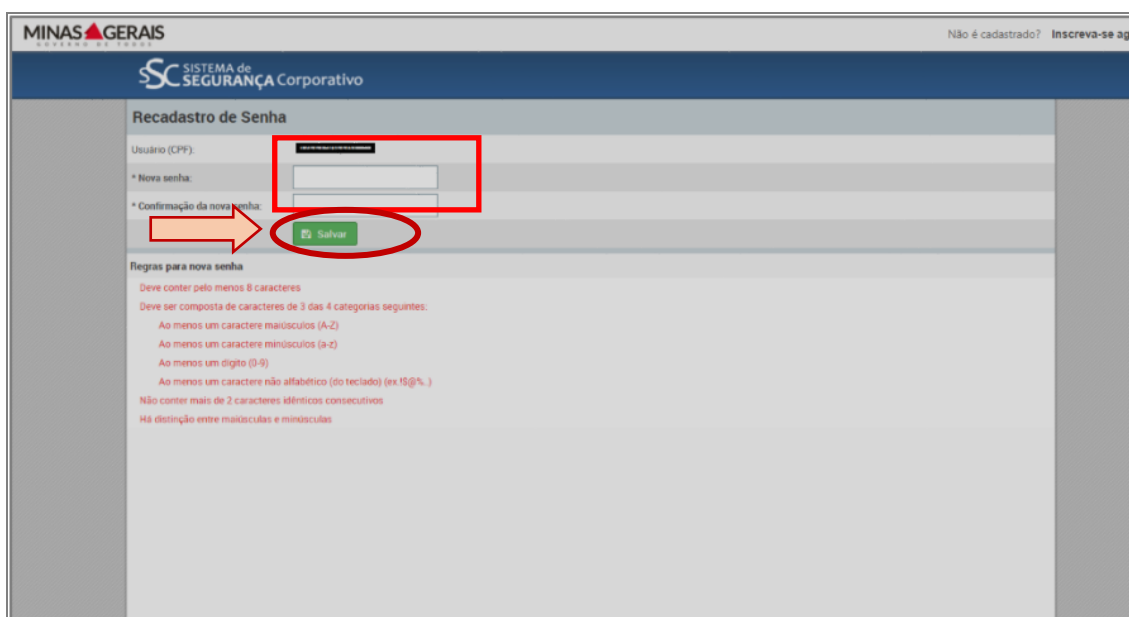 MINAS GERAIS
GOVERNO DE TODOS
Não é cadastrado? Inscreva-se ag
SSC SISTEMA de SEGURANÇA Corporativo
Recadastro de Senha
Usuário (CPF):
* Nova senha:
* Confirmação da nova senha:
Salvar
Regras para nova senha
Deve conter pelo menos 8 caracteres
Deve ser composta de caracteres de 3 das 4 categorias seguintes:
Ao menos um caractere maiúsculos (A-Z)
Ao menos um caractere minúsculos (a-z)
Ao menos um digito (0-9)
Ao menos um caractere não alfabético (do teclado) (ex.!$@%..)
Não conter mais de 2 caracteres idênticos consecutivos
Há distinção entre maiúsculas e minúsculas